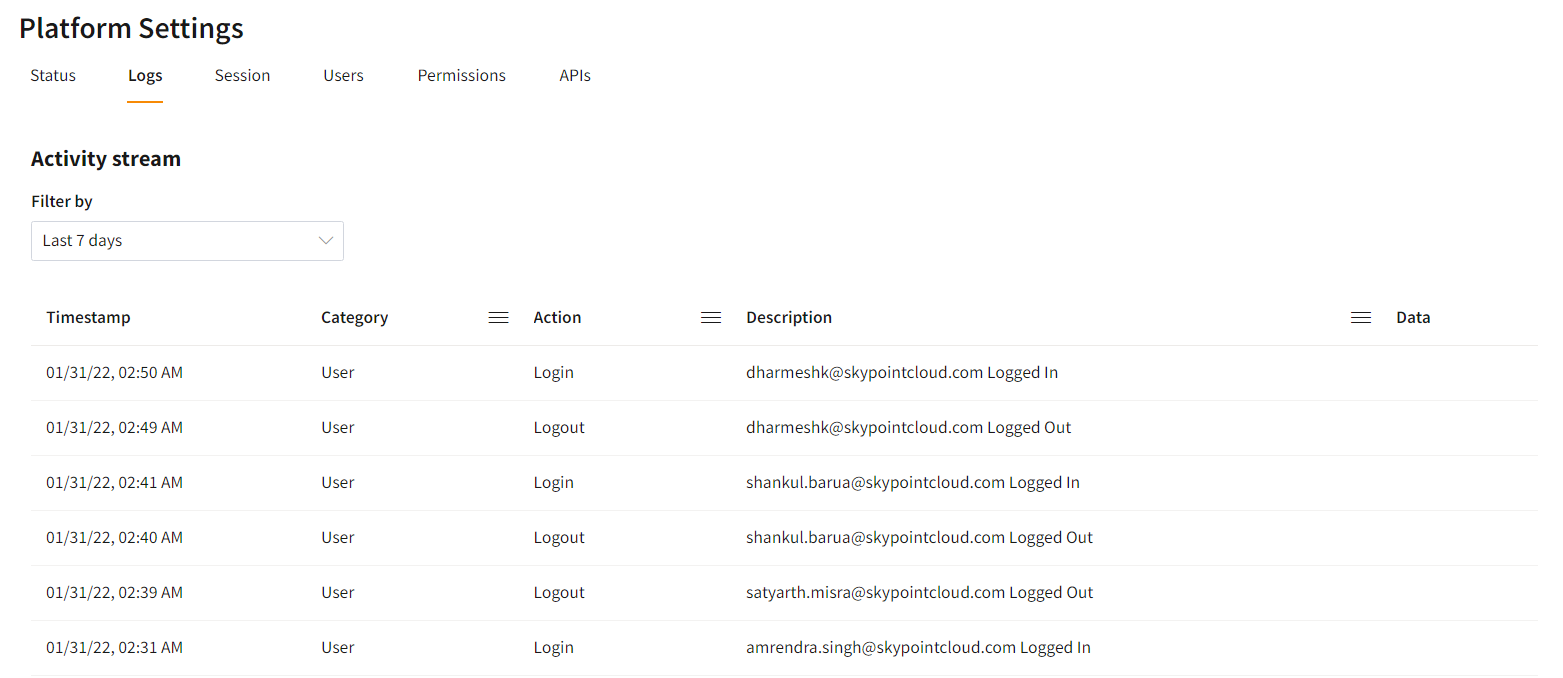 Platform Settings
Status Logs Session Users Permissions APIs
Activity stream
Filter by
Last 7 days
Timestamp Category Action Description Data
01/31/22, 02:50 AM User Login dharmeshk@skypointcloud.com Logged In
01/31/22, 02:49 AM User Logout dharmeshk@skypointcloud.com Logged Out
01/31/22, 02:41 AM User Login shankul.barua@skypointcloud.com Logged In
01/31/22, 02:40 AM User Logout shankul.barua@skypointcloud.com Logged Out
01/31/22, 02:39 AM User Logout satyarth.misra@skypointcloud.com Logged Out
01/31/22, 02:31 AM User Login amrendra.singh@skypointcloud.com Logged In